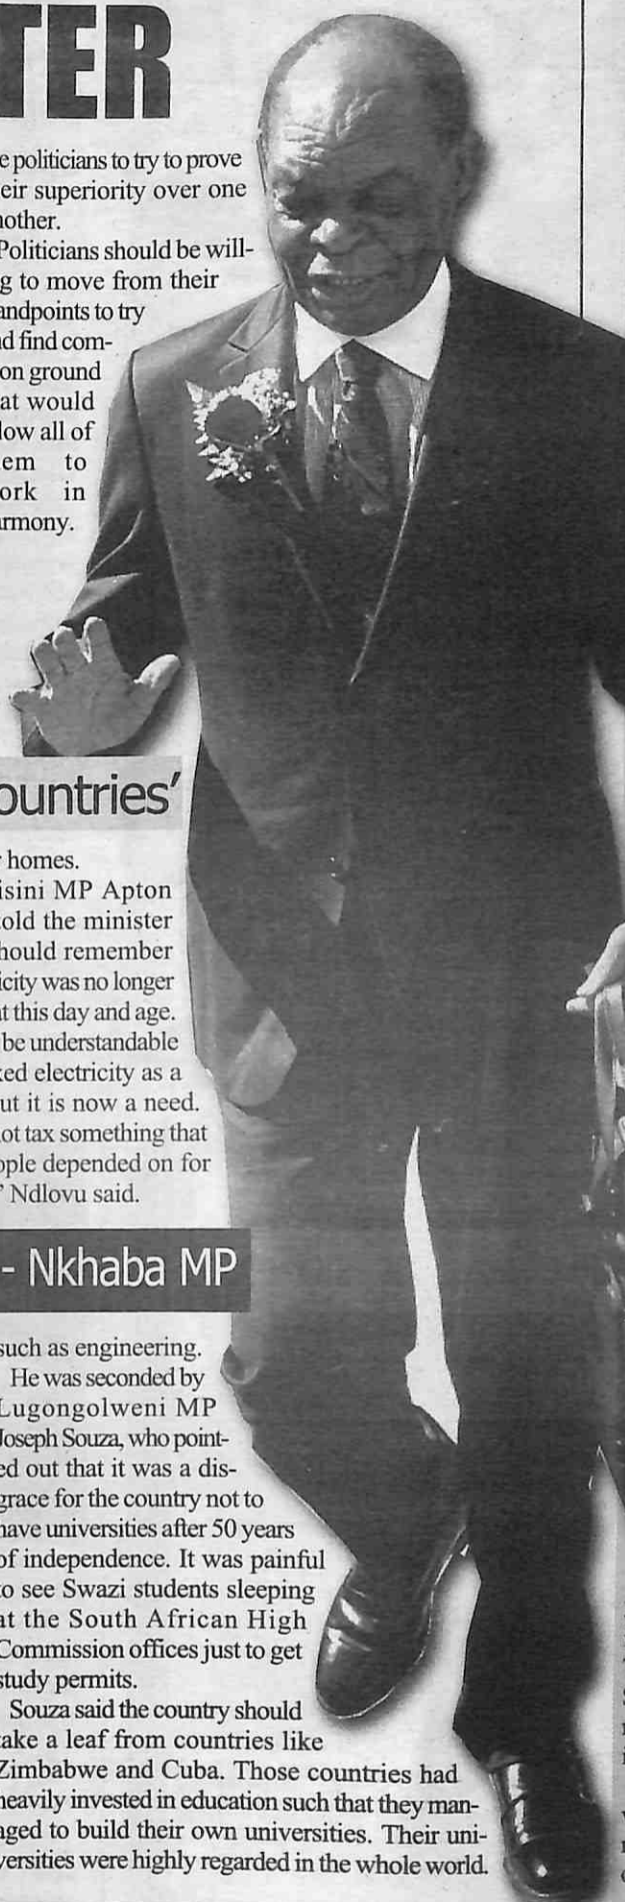 TER
e politicians to try to prove
eir superiority over one
nother.
Politicians should be will-
g to move from their
andpoints to try
d find com-
on ground
at would
low all of
em to
ork in
rmony.
ountries'
homes.
isini MP Apton
told the minister
should remember
icity was no longer
at this day and age.
be understandable
ed electricity as a
ut it is now a need.
ot tax something that
ople depended on for
" Ndlovu said.
- Nkhaba MP
such as engineering.
He was seconded by
Lugongolweni MP
Joseph Souza, who point-
ed out that it was a dis-
grace for the country not to
have universities after 50 years
of independence. It was painful
to see Swazi students sleeping
at the South African High
Commission offices just to get
study permits.
Souza said the country should
take a leaf from countries like
Zimbabwe and Cuba. Those countries had
heavily invested in education such that they man-
aged to build their own universities. Their uni-
versities were highly regarded in the whole world.